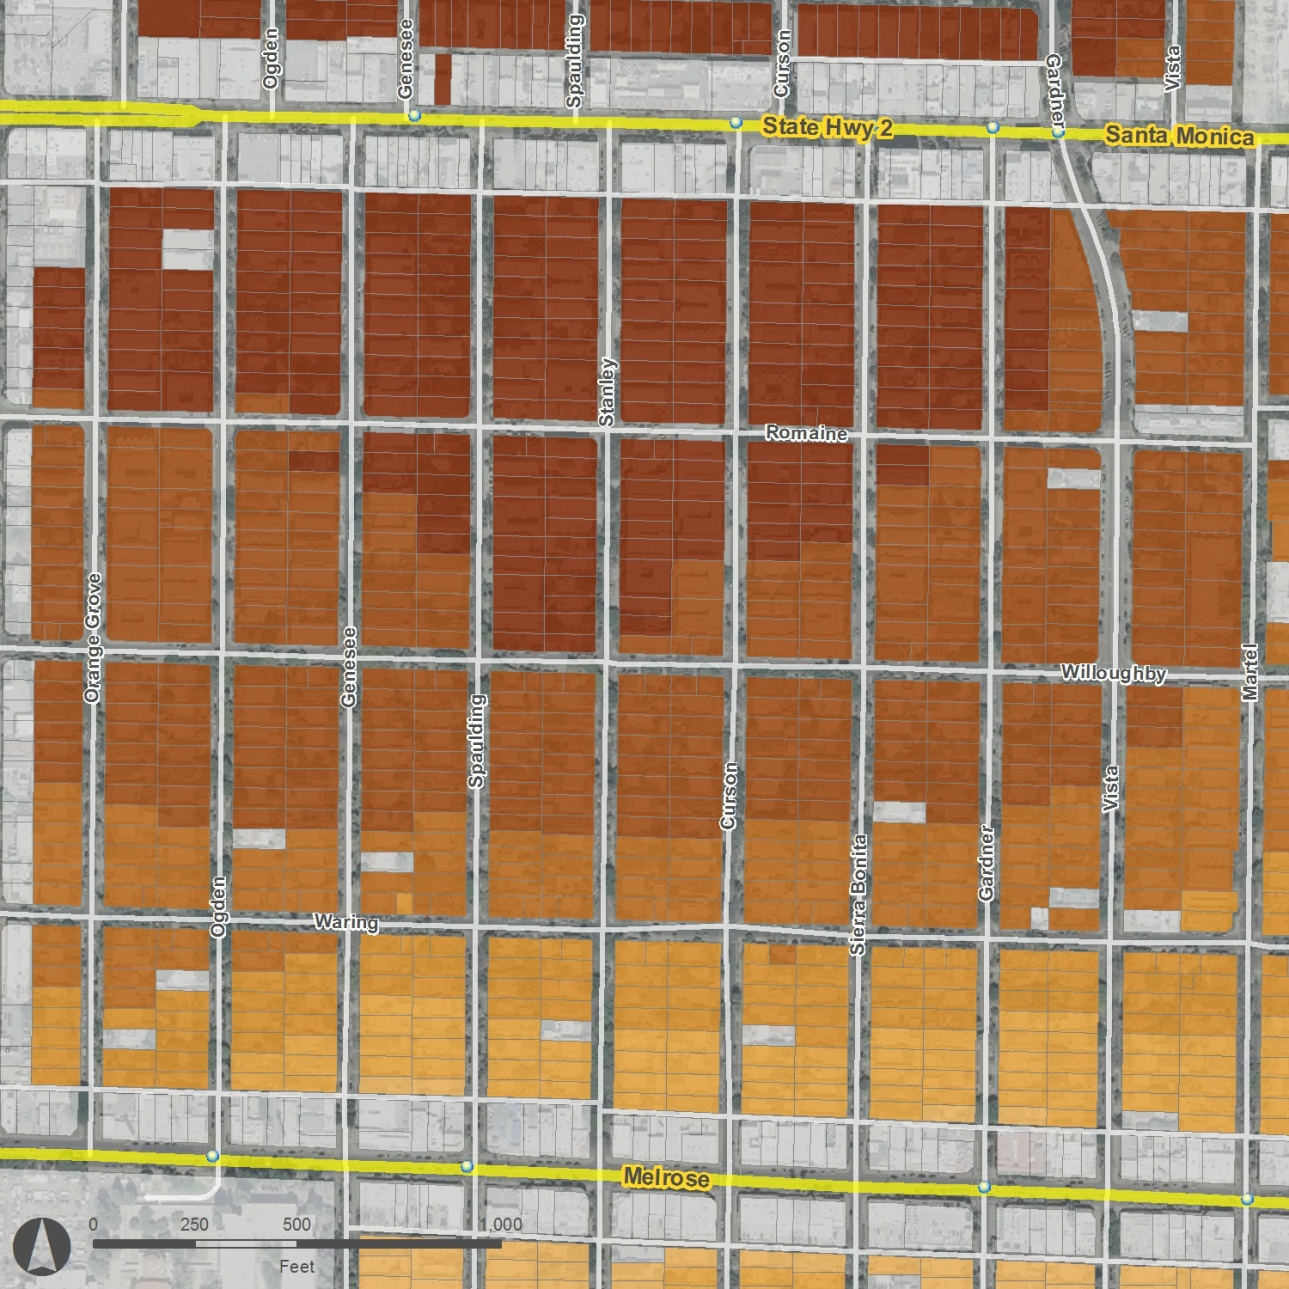 Ogden
Genesee
Spaulding
Curson
Gardner
Vista
State Hwy 2
Santa Monica
Stanley
Romaine
Orange Grove
Genesee
Willoughby
Martel
Spaulding
Curson
Vista
Ogden
Sierra Bonita
Gardner
Waring
Melrose
0 250 500 1,000
Feet